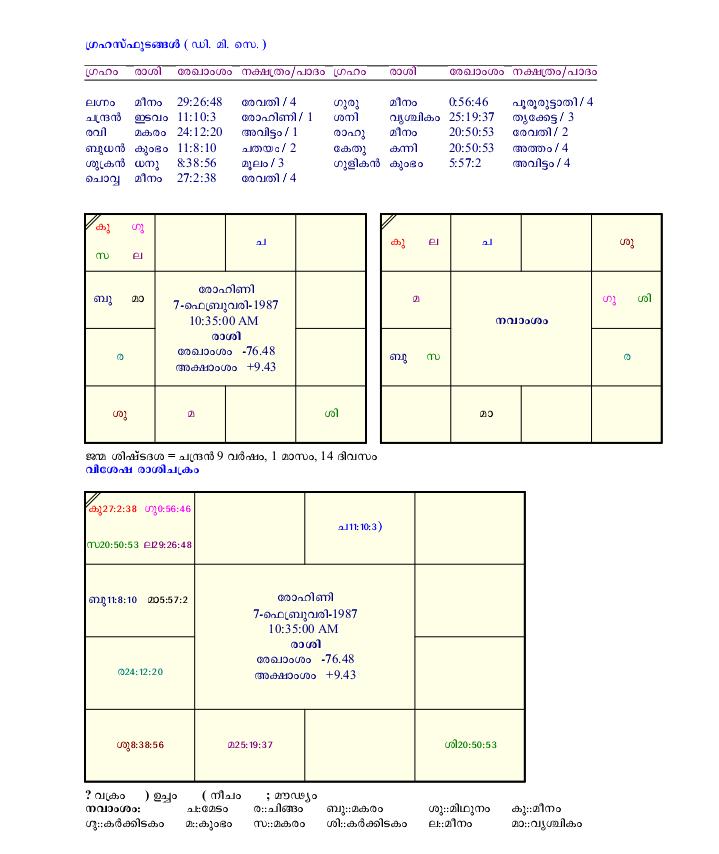 ഗ്രഹസ്ഫുടങ്ങൾ ( ഡി. മി. സെ. )
ഗ്രഹം രാശി രേഖാംശം നക്ഷത്രം/പാദം ഗ്രഹം രാശി രേഖാംശം നക്ഷത്രം/പാദം
ലഗ്നം മീനം 29:26:48 രേവതി / 4 ഗുരു മീനം 0:56:46 പൂരൂരുട്ടാതി / 4
ചന്ദ്രൻ ഇടവം 11:10:3 രോഹിണി / 1 ശനി വൃശ്ചികം 25:19:37 തൃക്കേട്ട / 3
രവി മകരം 24:12:20 അവിട്ടം / 1 രാഹു മീനം 20:50:53 രേവതി / 2
ബുധൻ കുംഭം 11:8:10 ചതയം / 2 കേതു കന്നി 20:50:53 അത്തം / 4
ശുക്രൻ ധനു 8:38:56 മൂലം / 3 ഗുളികൻ കുംഭം 5:57:2 അവിട്ടം / 4
ചൊവ്വ മീനം 27:2:38 രേവതി / 4
കു ഗു
സ ല
ച
ബു മാ
ര
ശു മ ശി
രോഹിണി
7-ഫെബ്രുവരി-1987
10:35:00 AM
രാശി
രേഖാംശം -76.48
അക്ഷാംശം +9.43
കു ല ച ശു
മ ഗു ശി
നവാംശം
ബു സ ര
മാ
ജന്മ ശിഷ്ടദശ = ചന്ദ്രൻ 9 വർഷം, 1 മാസം, 14 ദിവസം
വിശേഷ രാശിചക്രം
കു27:2:38 ഗു0:56:46
ച11:10:3)
സ20:50:53 ല29:26:48
ബു11:8:10 മാ5:57:2
രോഹിണി
7-ഫെബ്രുവരി-1987
10:35:00 AM
രാശി
രേഖാംശം -76.48
അക്ഷാംശം +9.43
ര24:12:20
ശു8:38:56 മ25:19:37 ശി20:50:53
? വക്രം ) ഉച്ചം ( നീചം ; മൗഢ്യം
നവാംശം: ച::മേടം ര::ചിങ്ങം ബു::മകരം ശു::മിഥുനം കു::മീനം
ഗു::കർക്കിടകം മ::കുംഭം സ::മകരം ശി::കർക്കിടകം ല::മീനം മാ::വൃശ്ചികം